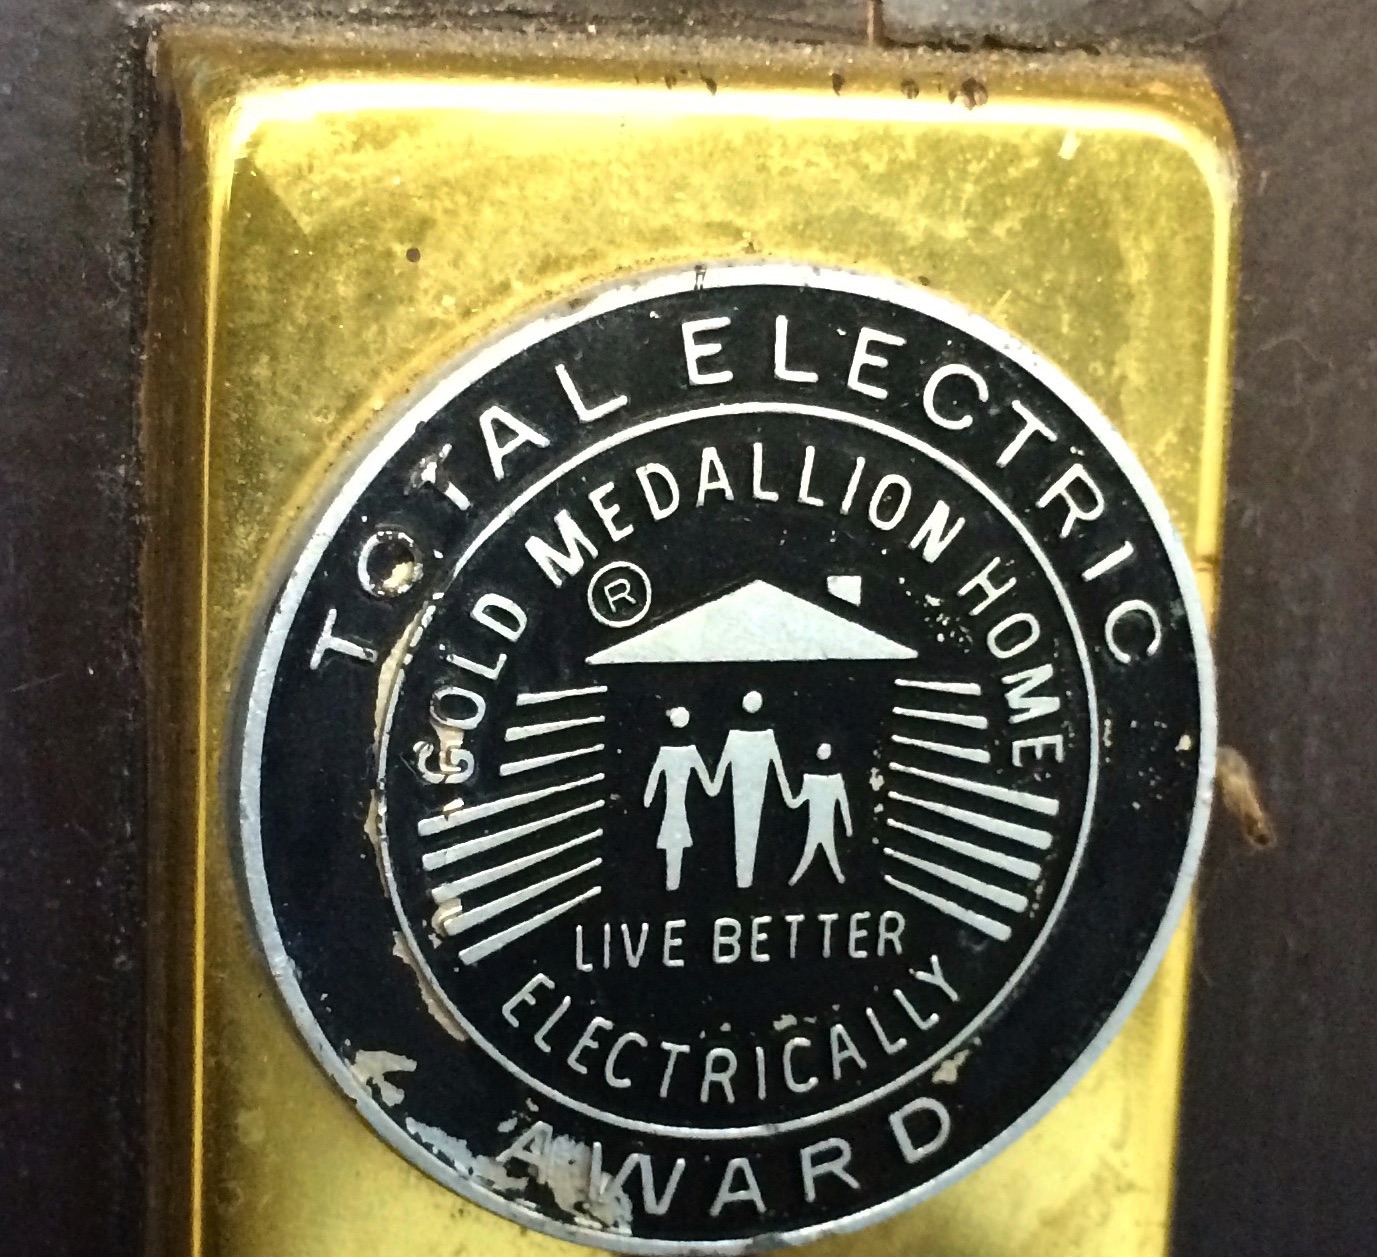 TOTAL ELECTRIC
GOLD MEDALLION HOME
®
LIVE BETTER
ELECTRICALLY
AWARD